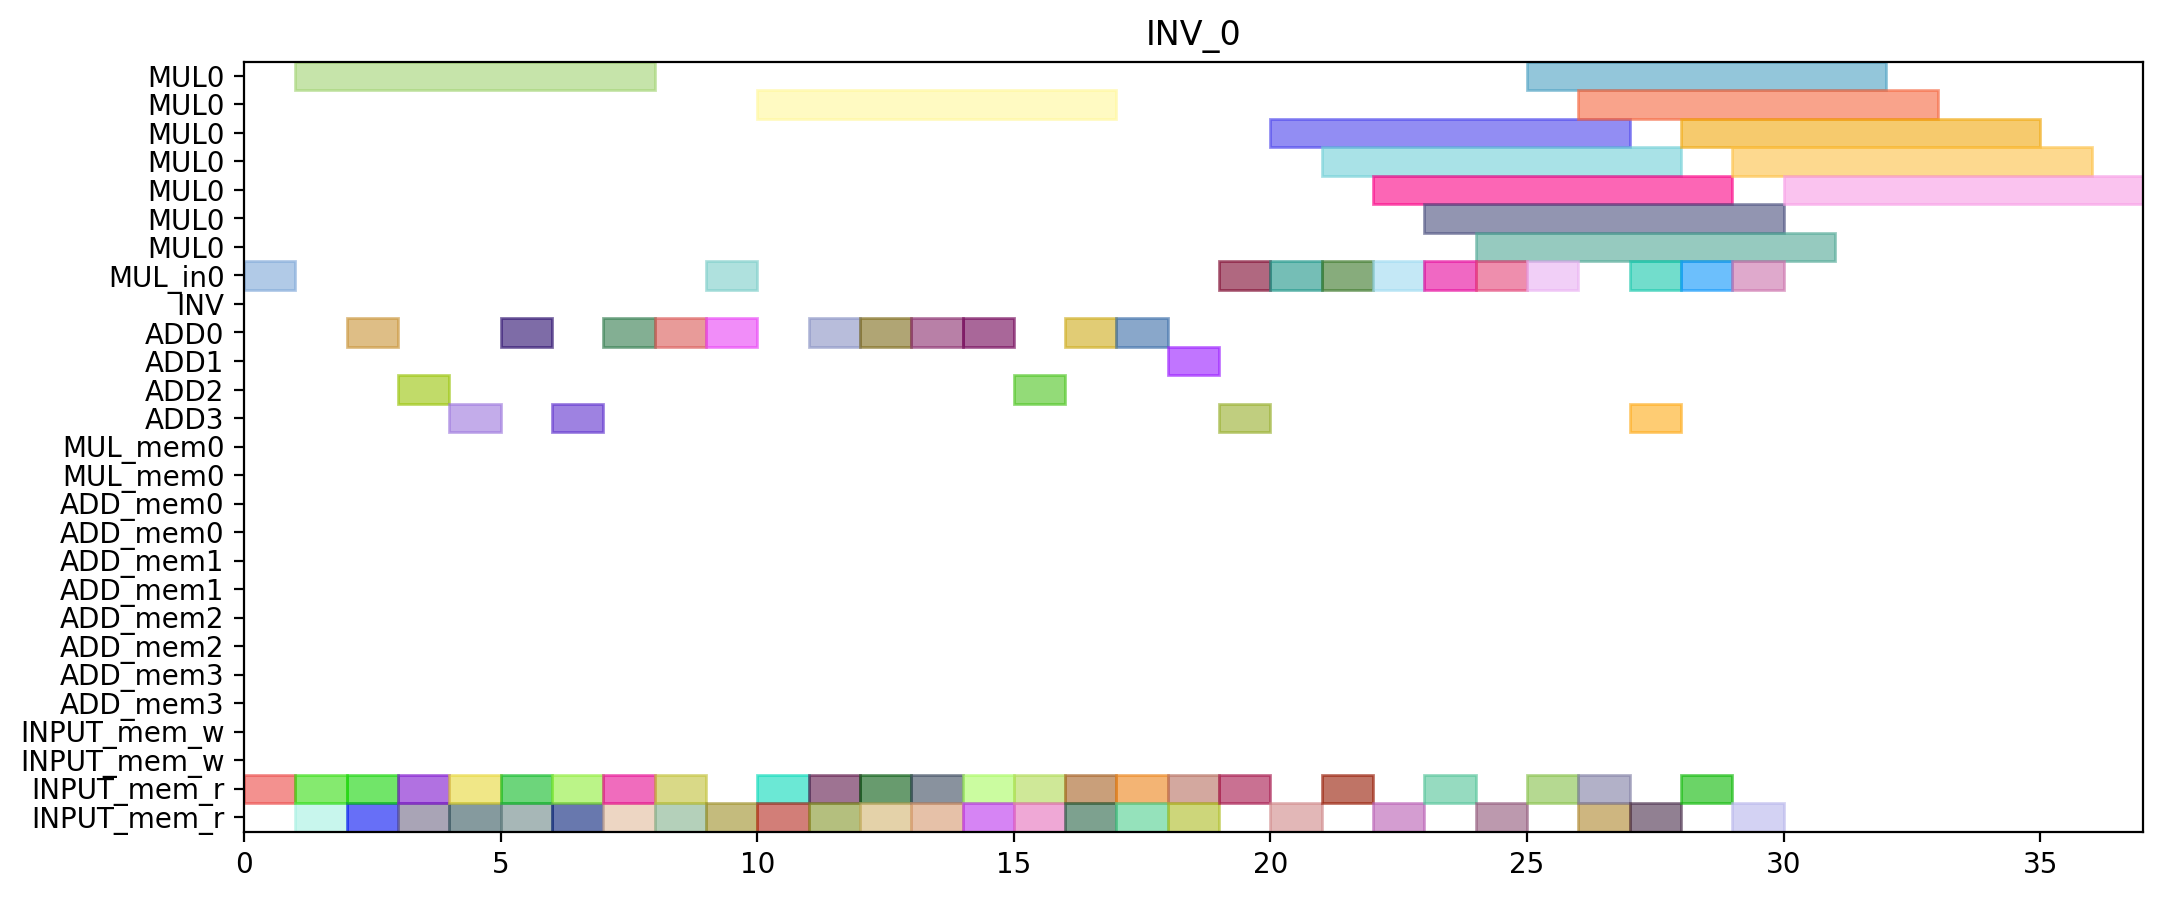 INV_0
MUL0
MUL0
MUL0
MUL0
MUL0
MUL0
MUL0
MUL_in0
INV
ADD0
ADD1
ADD2
ADD3
MUL_mem0
MUL_mem0
ADD_mem0
ADD_mem0
ADD_mem1
ADD_mem1
ADD_mem2
ADD_mem2
ADD_mem3
ADD_mem3
INPUT_mem_w
INPUT_mem_w
INPUT_mem_r
INPUT_mem_r
0 5 10 15 20 25 30 35